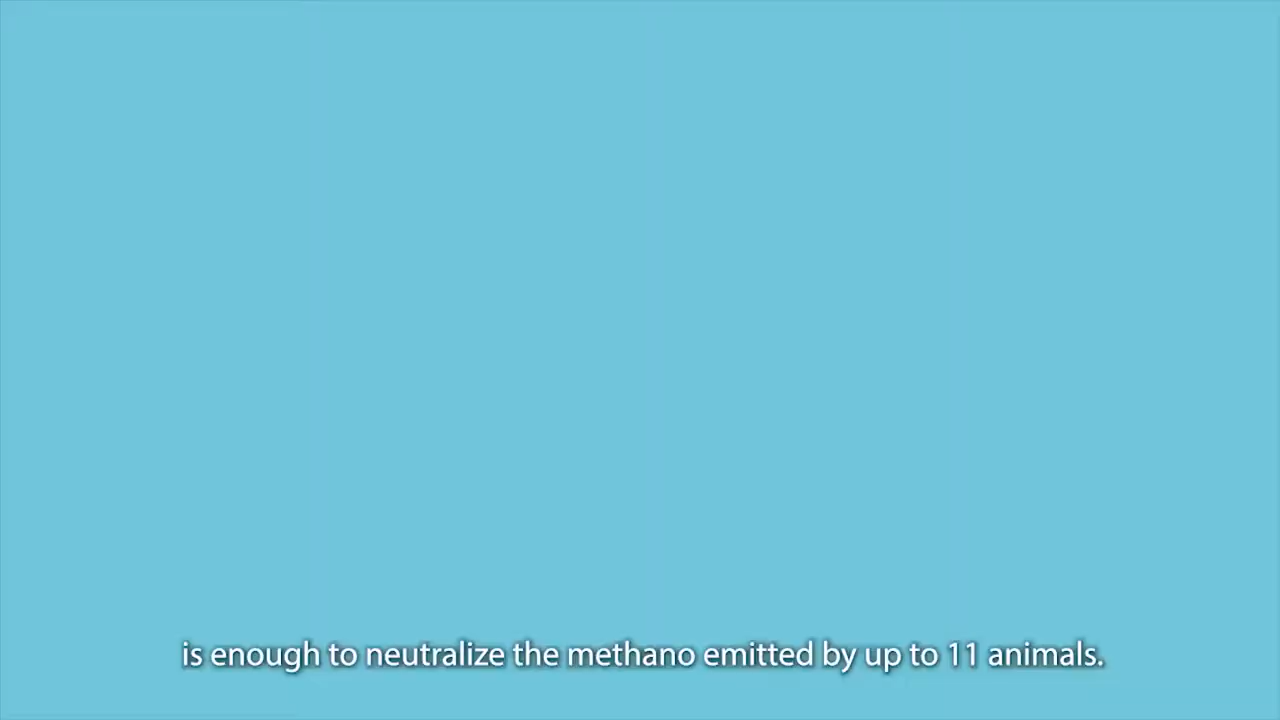 is enough to neutralize the methano emitted by up to 11 animals.